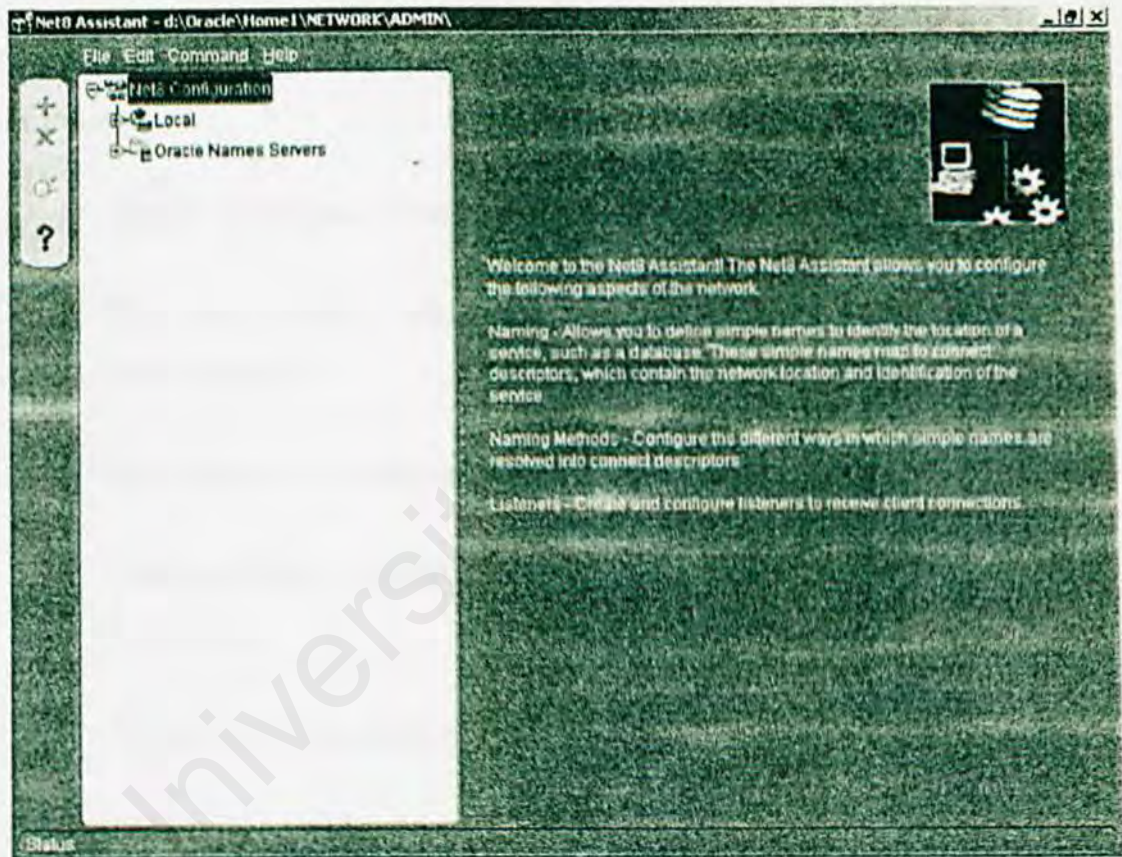 Net8 Assistant - d:\Oracle\Home1\NETWORK\ADMIN\
File Edit Command Help
Net8 Configuration
Local
Oracle Names Servers
?
Welcome to the Net8 Assistant! The Net8 Assistant allows you to configure
the following aspects of the network.
Naming - Allows you to define simple names to identify the location of a
service, such as a database. These simple names map to connect
descriptors, which contain the network location and identification of the
service.
Naming Methods - Configure the different ways in which simple names are
resolved into connect descriptors.
Listeners - Create and configure listeners to receive client connections.
Status